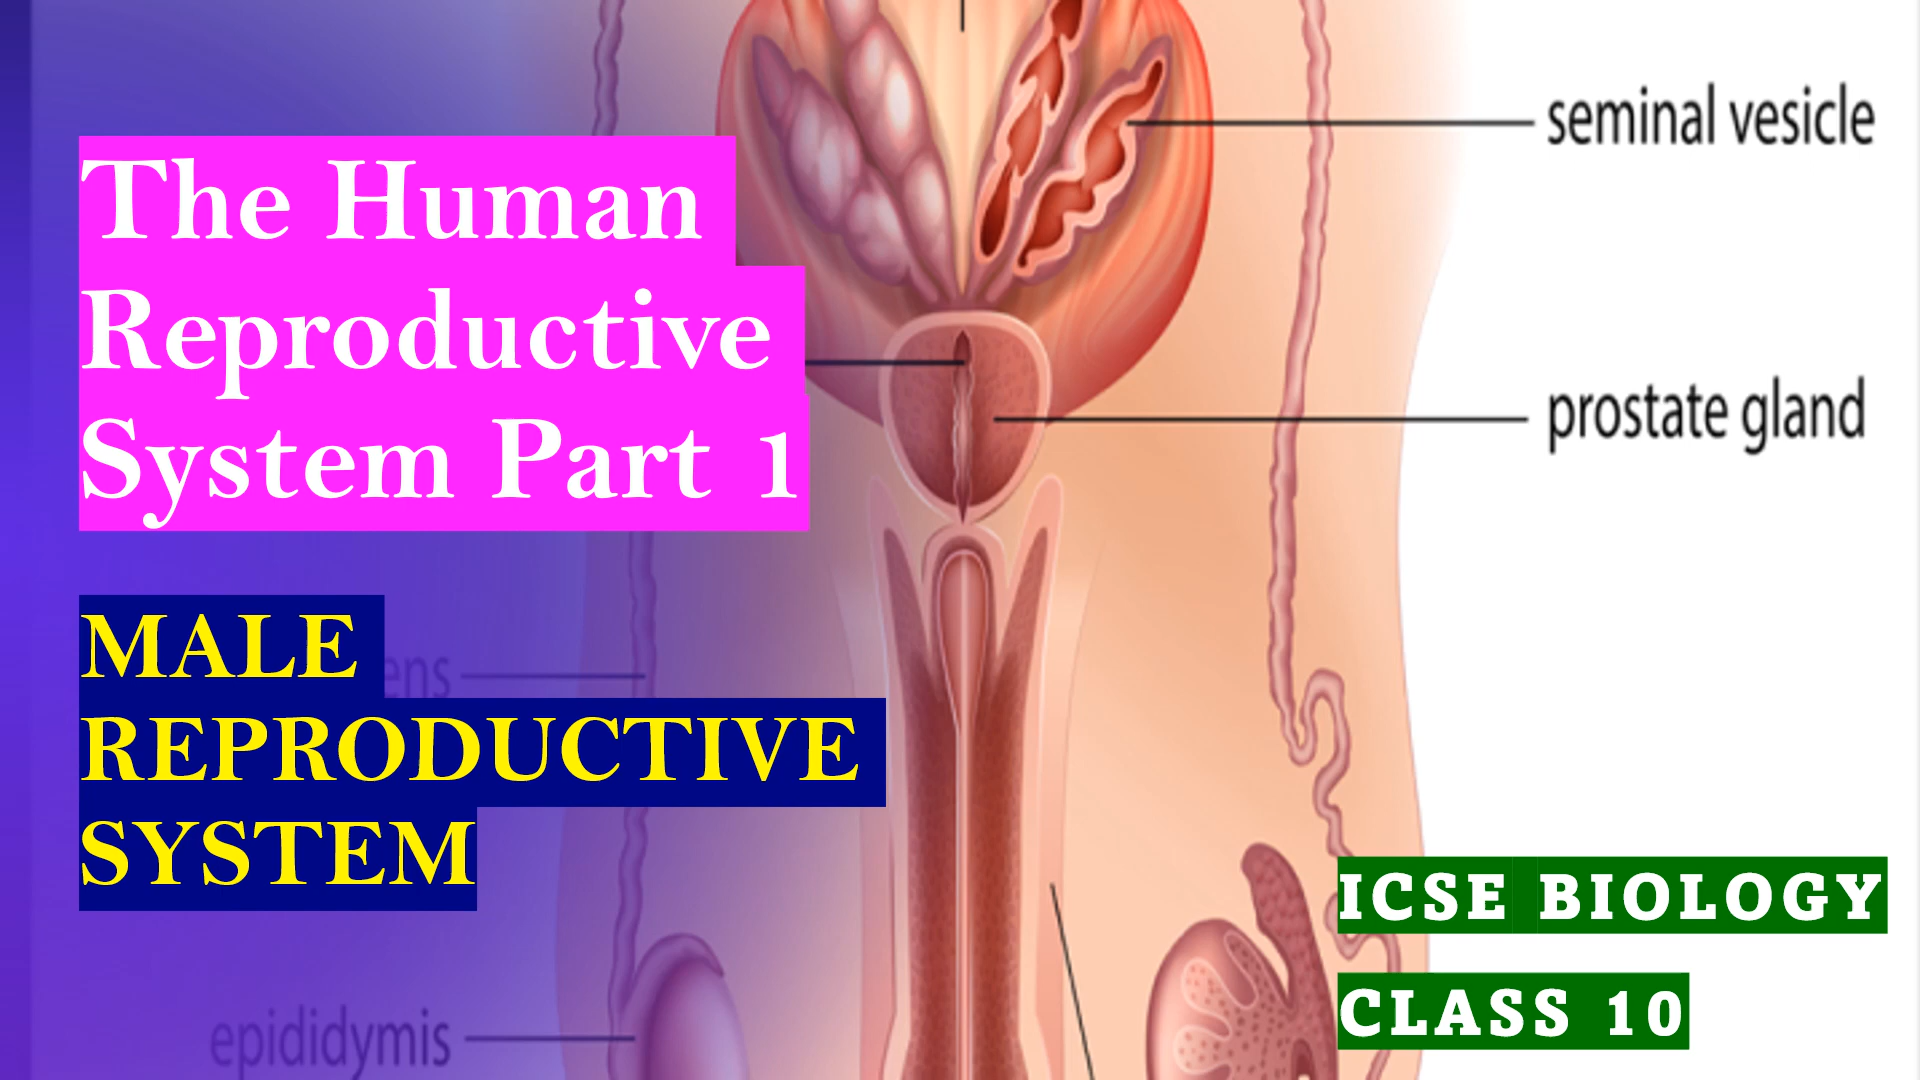 The Human
Reproductive
System Part 1
MALE
REPRODUCTIVE
SYSTEM
seminal vesicle
prostate gland
epididymis
ICSE BIOLOGY
CLASS 10